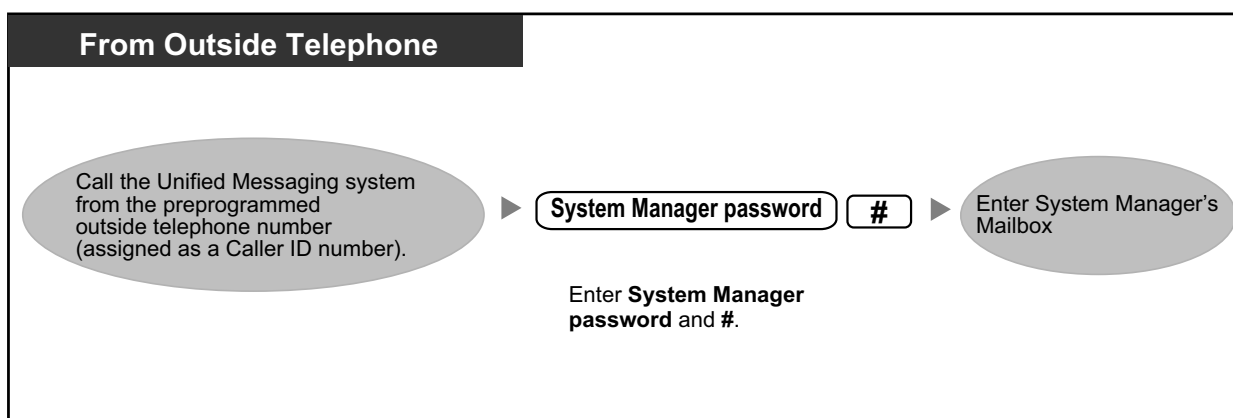 From Outside Telephone
Call the Unified Messaging system
from the preprogrammed
outside telephone number
(assigned as a Caller ID number).
System Manager password #
Enter System Manager
password and #.
Enter System Manager’s
Mailbox